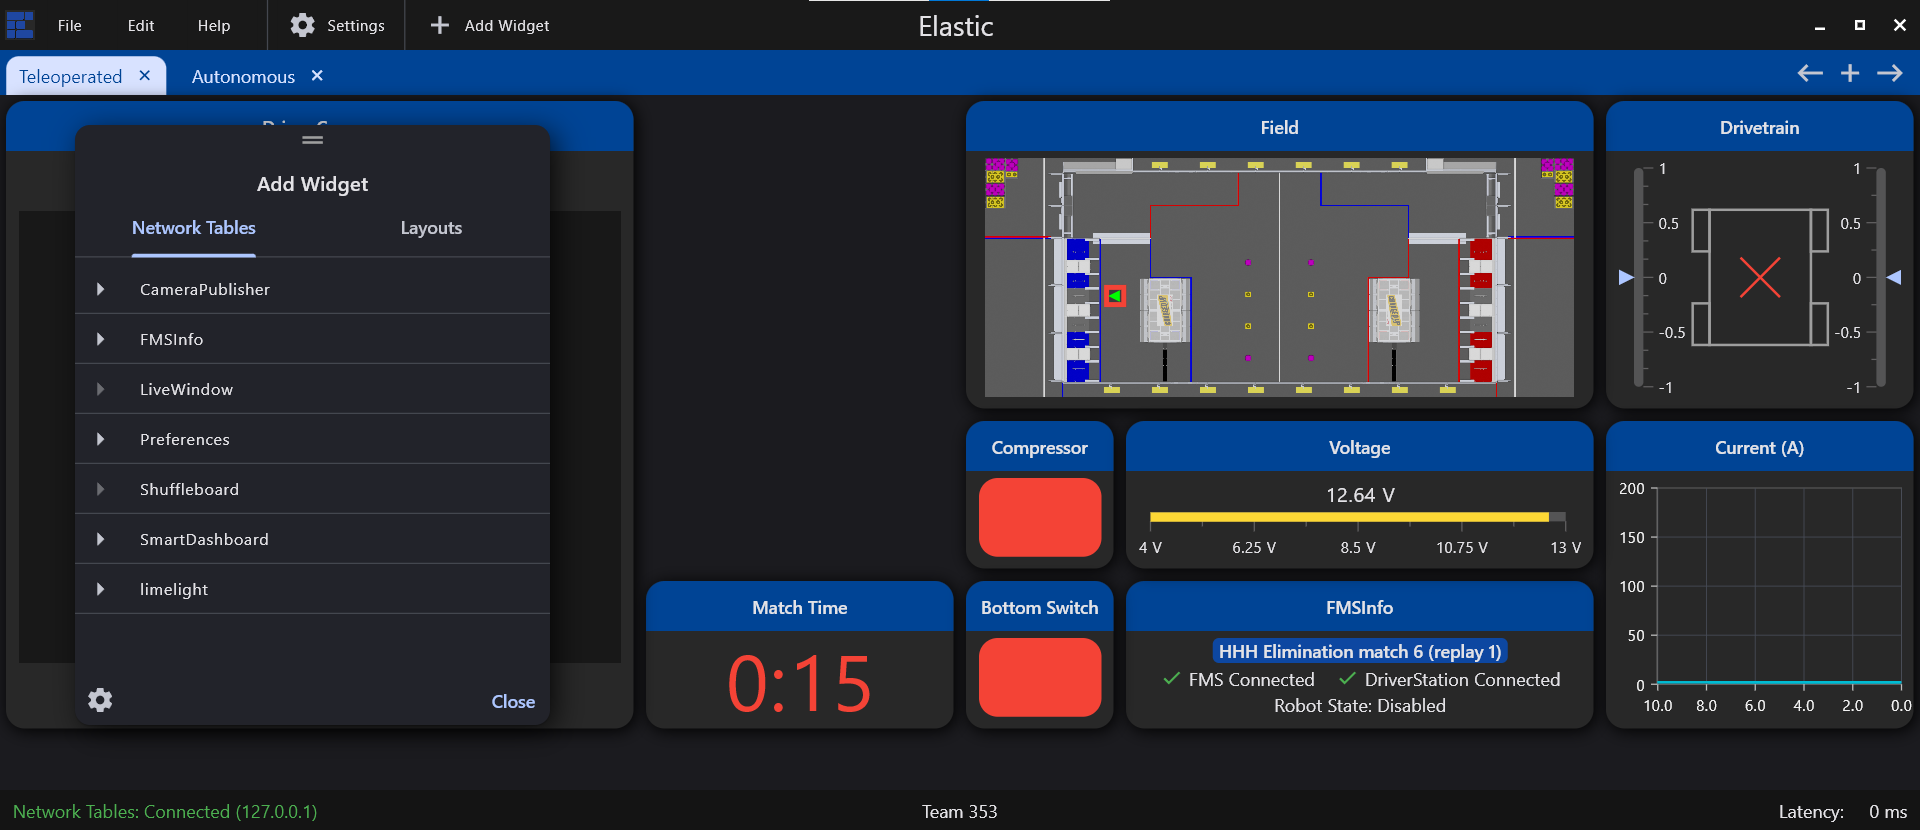 File Edit Help Settings Add Widget Elastic
Teleoperated Autonomous
Add Widget
Network Tables Layouts
CameraPublisher
FMSInfo
LiveWindow
Preferences
Shuffleboard
SmartDashboard
limelight
Close
Match Time
0:15
Field
Compressor
Bottom Switch
Voltage
12.64 V
4 V 6.25 V 8.5 V 10.75 V 13 V
FMSInfo
HHH Elimination match 6 (replay 1)
FMS Connected DriverStation Connected
Robot State: Disabled
Drivetrain
1 1
0.5 0.5
0 0
-0.5 -0.5
-1 -1
Current (A)
200
150
100
50
0
10.0 8.0 6.0 4.0 2.0 0.0
Network Tables: Connected (127.0.0.1) Team 353 Latency: 0 ms